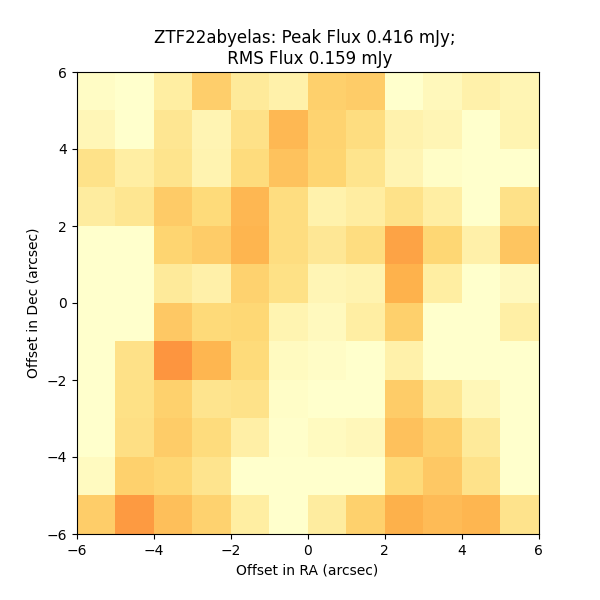 ZTF22abyelas: Peak Flux 0.416 mJy;
RMS Flux 0.159 mJy
6
4
2
0
−2
−4
−6
Offset in Dec (arcsec)
−6 −4 −2 0 2 4 6
Offset in RA (arcsec)